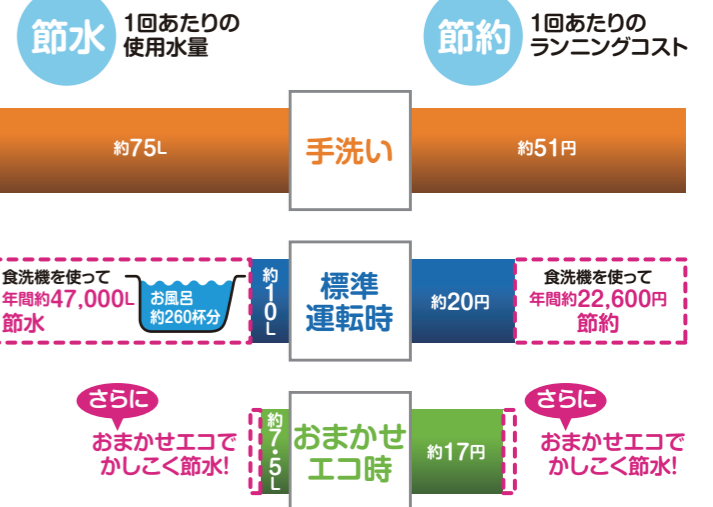 節水
1回あたりの
使用水量
節約
1回あたりの
ランニングコスト
約75L
手洗い
約51円
食洗機を使って
年間約47,000L
節水
お風呂
約260杯分
約10L
標準
運転時
約20円
食洗機を使って
年間約22,600円
節約
さらに
おまかせエコで
かしこく節水!
約7.5L
おまかせ
エコ時
約17円
さらに
おまかせエコで
かしこく節水!